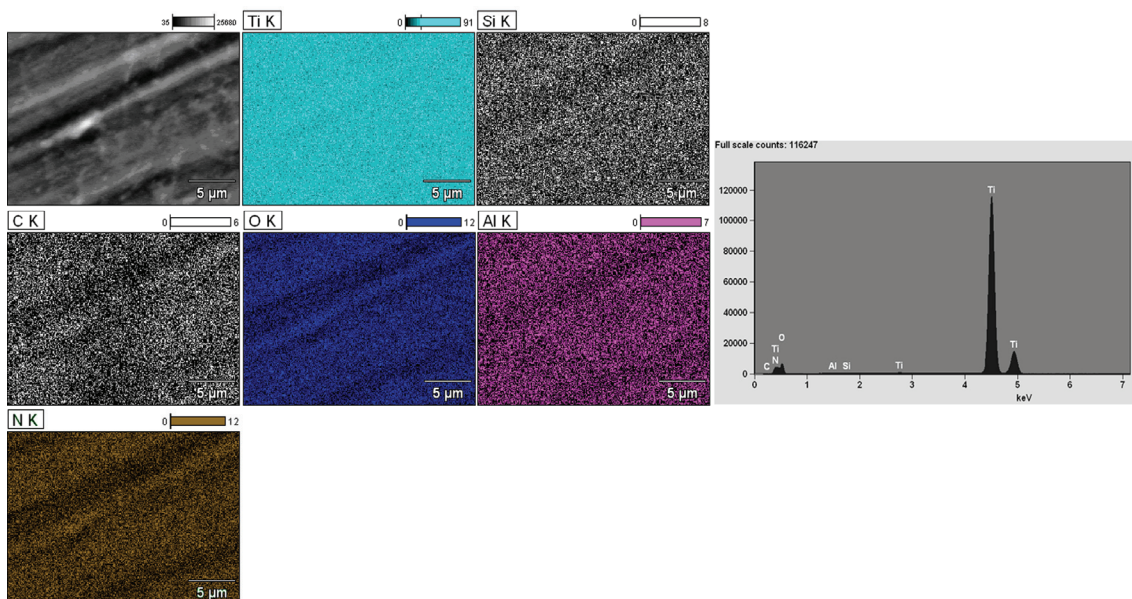 35 25680
5 µm
Ti K 0 91
5 µm
Si K 0 8
5 µm
C K 0 6
5 µm
O K 0 12
5 µm
Al K 0 7
5 µm
N K 0 12
5 µm
Full scale counts: 116247
120000
100000
80000
60000
40000
20000
0
Ti
Ti
O
Ti
N
C
Al Si
Ti
0 1 2 3 4 5 6 7
keV